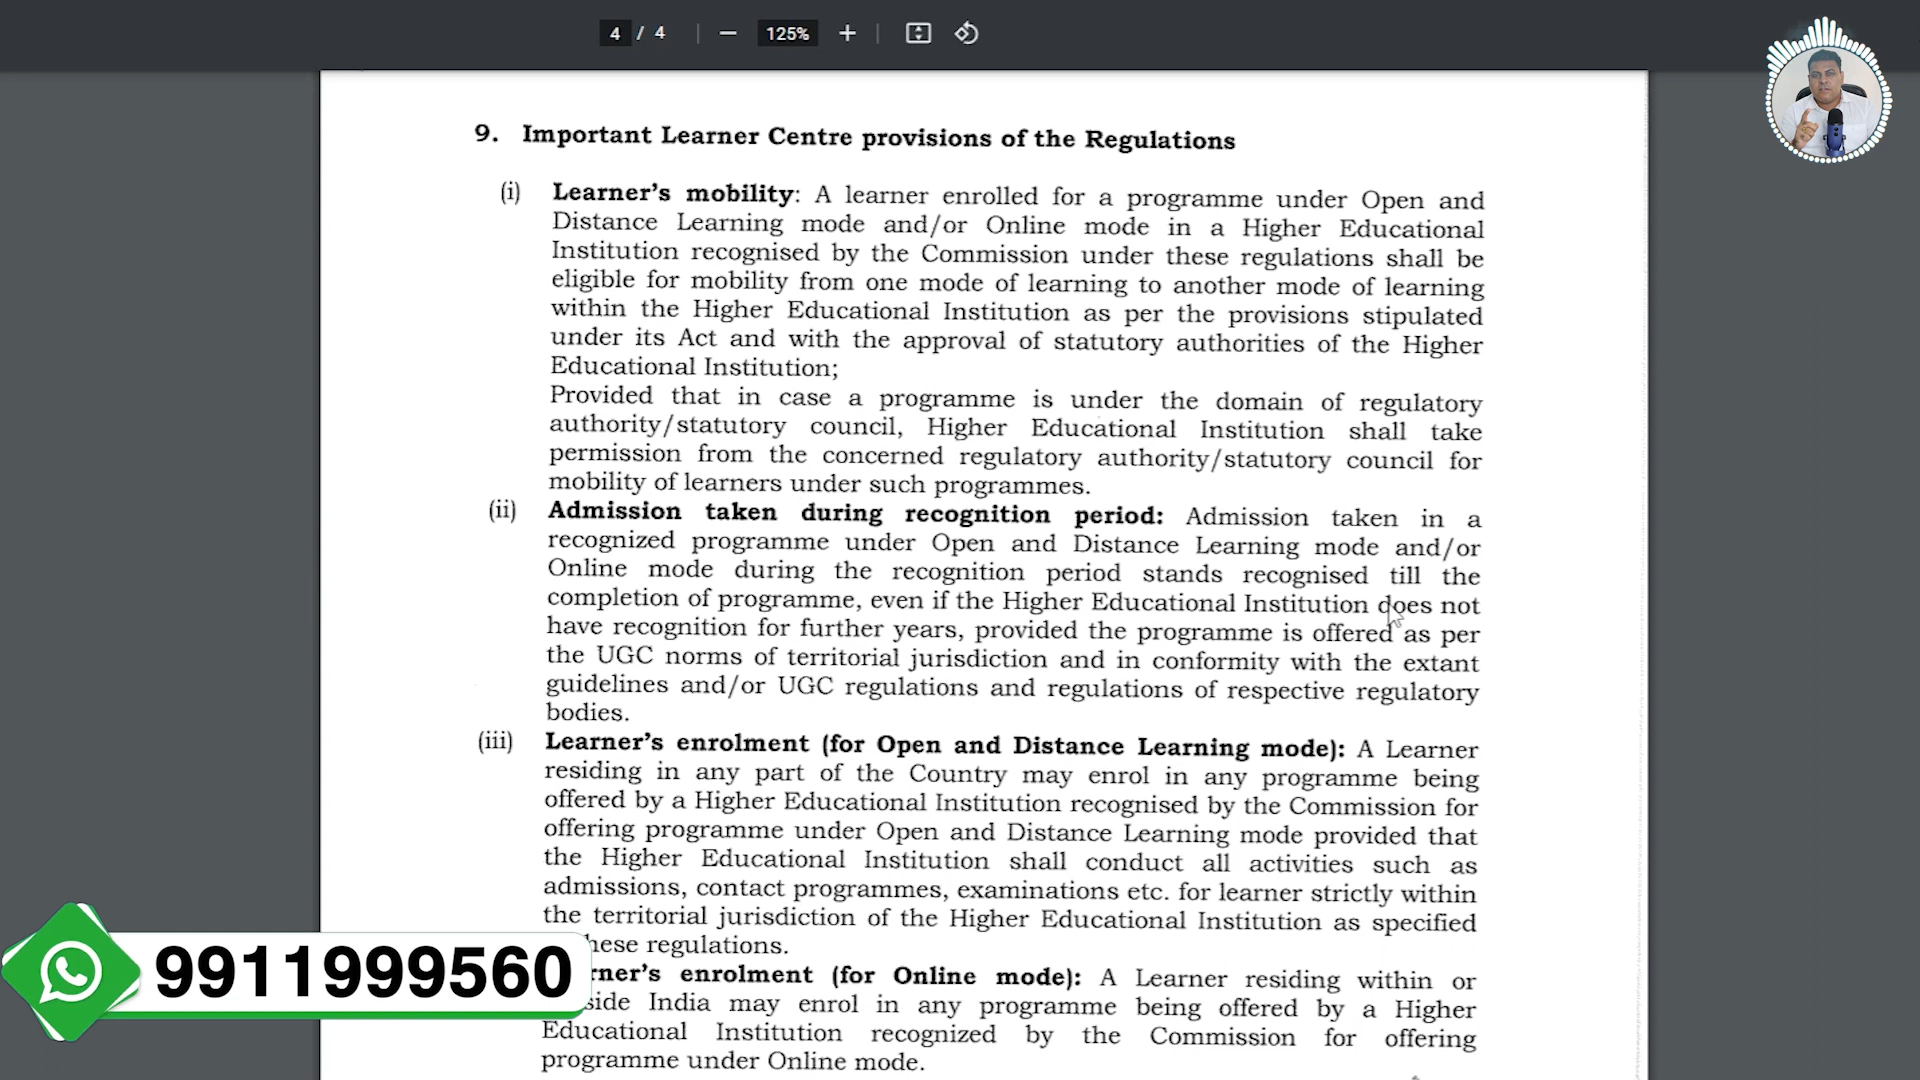 4 / 4 125%
9. Important Learner Centre provisions of the Regulations
(i) Learner's mobility: A learner enrolled for a programme under Open and
Distance Learning mode and/or Online mode in a Higher Educational
Institution recognised by the Commission under these regulations shall be
eligible for mobility from one mode of learning to another mode of learning
within the Higher Educational Institution as per the provisions stipulated
under its Act and with the approval of statutory authorities of the Higher
Educational Institution;
Provided that in case a programme is under the domain of regulatory
authority/statutory council, Higher Educational Institution shall take
permission from the concerned regulatory authority/statutory council for
mobility of learners under such programmes.
(ii) Admission taken during recognition period: Admission taken in a
recognized programme under Open and Distance Learning mode and/or
Online mode during the recognition period stands recognised till the
completion of programme, even if the Higher Educational Institution does not
have recognition for further years, provided the programme is offered as per
the UGC norms of territorial jurisdiction and in conformity with the extant
guidelines and/or UGC regulations and regulations of respective regulatory
bodies.
(iii) Learner's enrolment (for Open and Distance Learning mode): A Learner
residing in any part of the Country may enrol in any programme being
offered by a Higher Educational Institution recognised by the Commission for
offering programme under Open and Distance Learning mode provided that
the Higher Educational Institution shall conduct all activities such as
admissions, contact programmes, examinations etc. for learner strictly within
the territorial jurisdiction of the Higher Educational Institution as specified
these regulations.
rner's enrolment (for Online mode): A Learner residing within or
side India may enrol in any programme being offered by a Higher
Educational Institution recognized by the Commission for offering
programme under Online mode.
9911999560